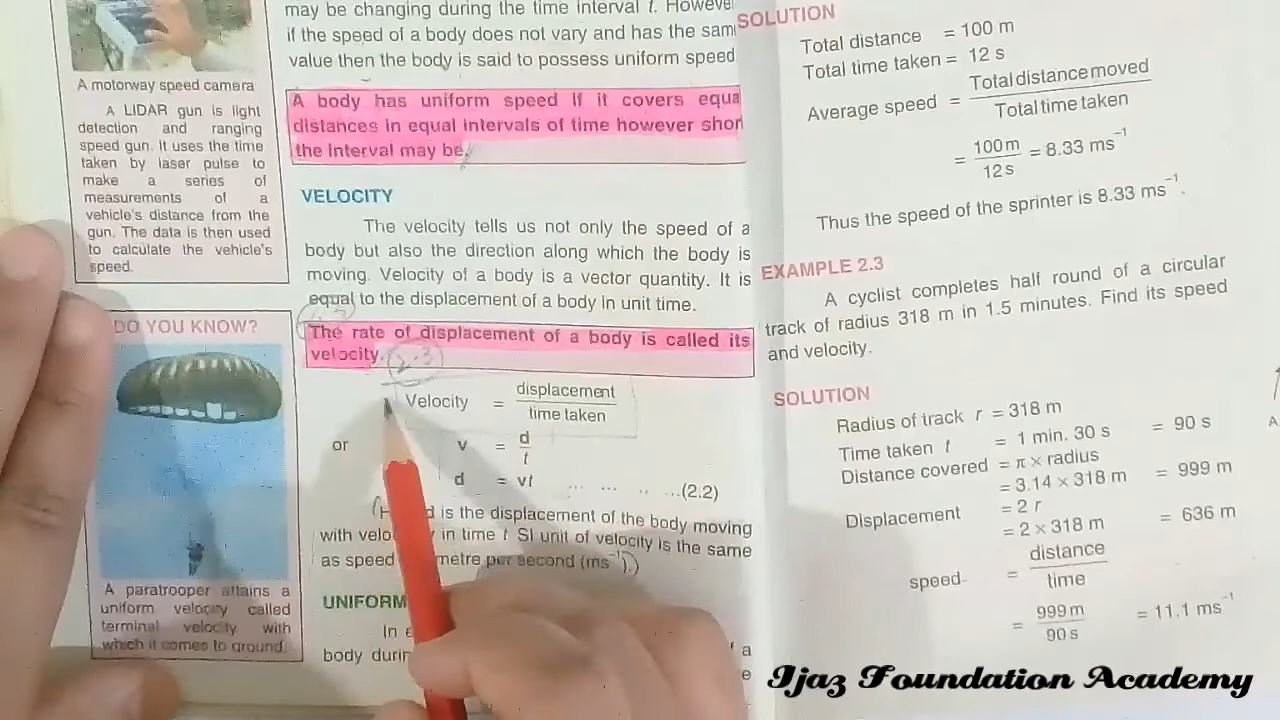 A motorway speed camera
A LIDAR gun is light
detection and ranging
speed gun. It uses the time
taken by laser pulse to
make a series of
measurements of a
vehicle's distance from the
gun. The data is then used
to calculate the vehicle's
speed.
DO YOU KNOW?
A paratrooper attains a
uniform velocity called
terminal velocity with
which it comes to ground.
may be changing during the time interval t. Howeve
if the speed of a body does not vary and has the sam
value then the body is said to possess uniform speed
A body has uniform speed if it covers equa
distances in equal intervals of time however shor
the interval may be.
VELOCITY
The velocity tells us not only the speed of a
body but also the direction along which the body is
moving. Velocity of a body is a vector quantity. It is
equal to the displacement of a body in unit time.
The rate of displacement of a body is called its
velocity. 2.3
Velocity = displacement / time taken
or v = d / t
d = vt ... ... .. ...(2.2)
d is the displacement of the body moving
with velo in time t SI unit of velocity is the same
as speed metre per second (ms⁻¹)
UNIFORM
In
body durin a
e
SOLUTION
Total distance = 100 m
Total time taken = 12 s
Average speed = Total distance moved / Total time taken
= 100 m / 12 s = 8.33 ms⁻¹
Thus the speed of the sprinter is 8.33 ms⁻¹.
EXAMPLE 2.3
A cyclist completes half round of a circular
track of radius 318 m in 1.5 minutes. Find its speed
and velocity.
SOLUTION
Radius of track r = 318 m
Time taken t = 1 min. 30 s = 90 s
Distance covered = π × radius
= 3.14 × 318 m = 999 m
Displacement = 2 r
= 2 × 318 m = 636 m
speed = distance / time
= 999 m / 90 s = 11.1 ms⁻¹
A
Ijaz Foundation Academy